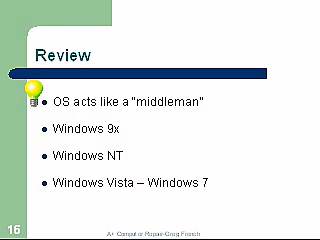 Review
OS acts like a "middleman"
Windows 9x
Windows NT
Windows Vista – Windows 7
16
A+ Computer Repair-Greg French